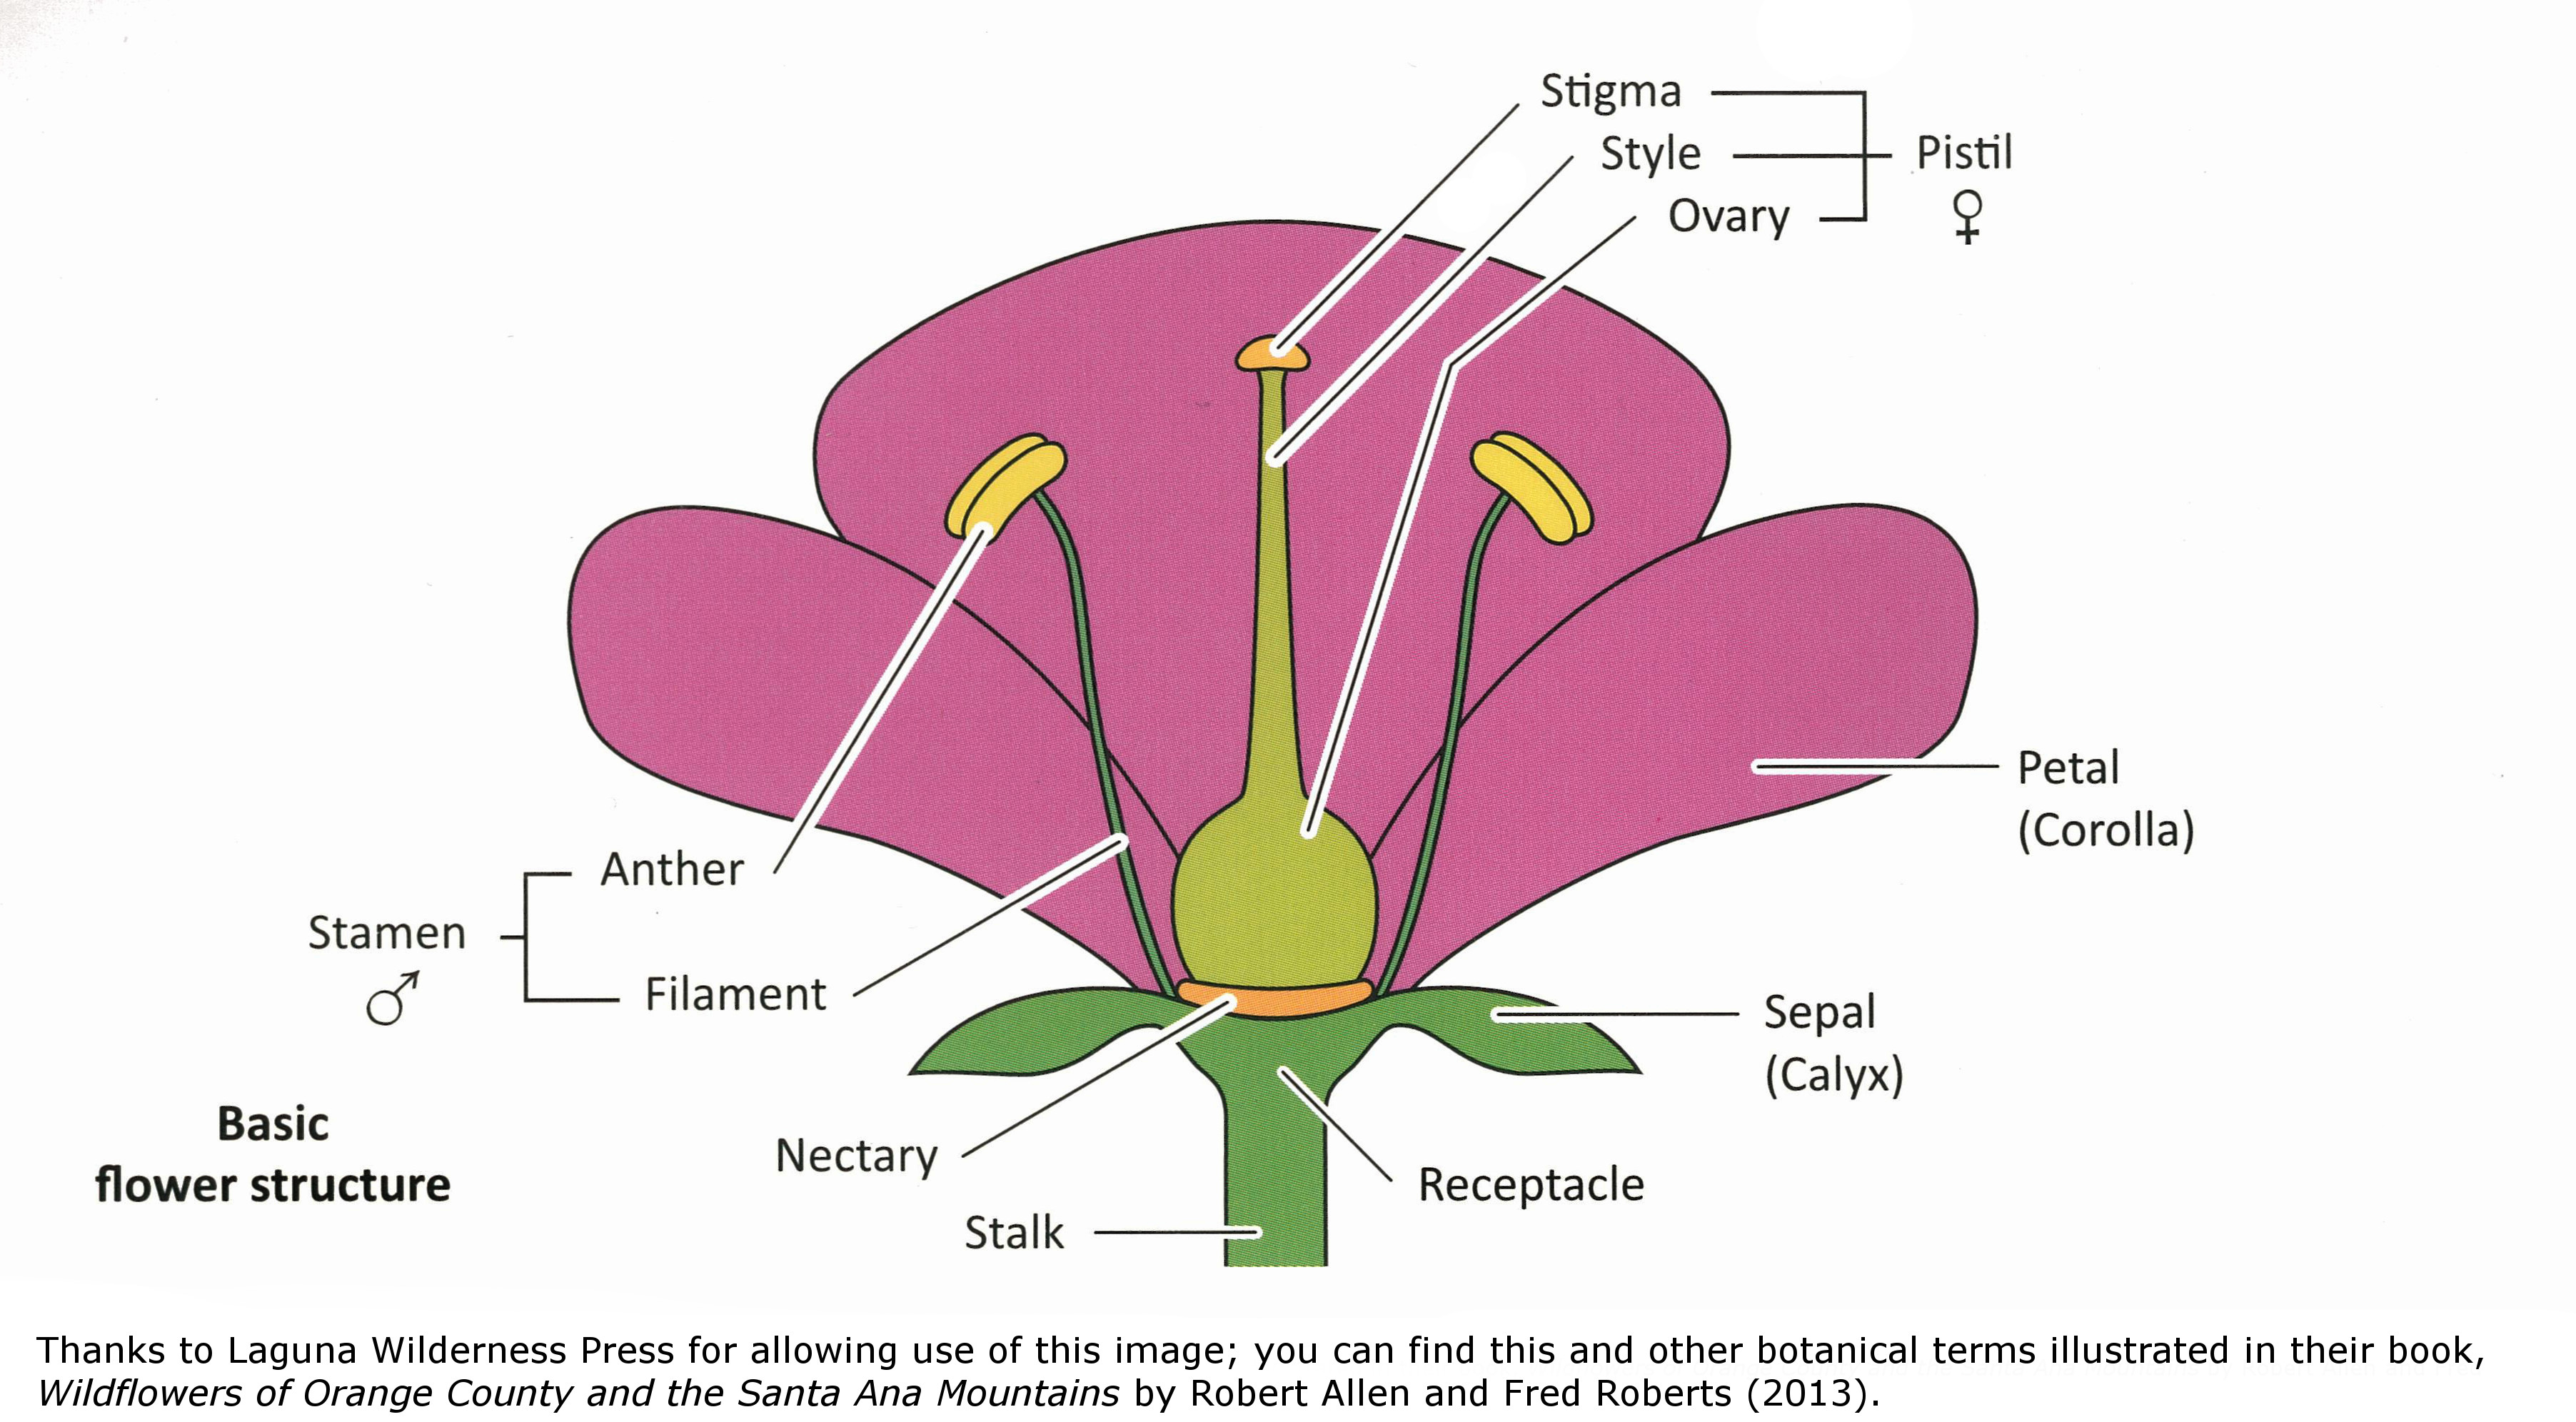 Stigma
Style
Pistil
♀
Ovary
Petal
(Corolla)
Anther
Stamen
♂
Filament
Sepal
(Calyx)
Basic
flower structure
Nectary
Receptacle
Stalk
Thanks to Laguna Wilderness Press for allowing use of this image; you can find this and other botanical terms illustrated in their book,
Wildflowers of Orange County and the Santa Ana Mountains by Robert Allen and Fred Roberts (2013).